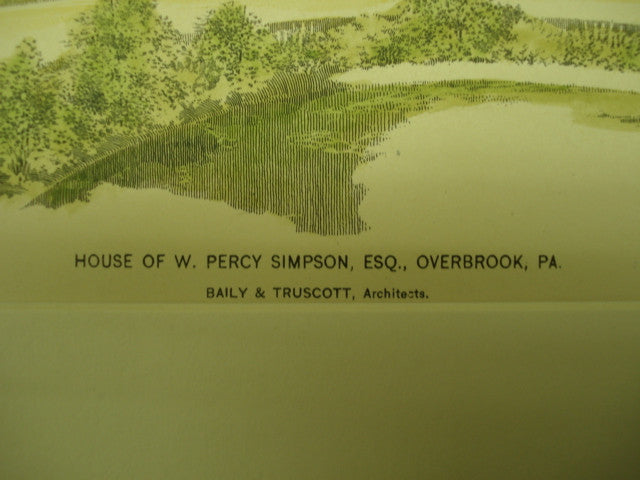 HOUSE OF W. PERCY SIMPSON, ESQ., OVERBROOK, PA.
BAILY & TRUSCOTT, Architects.